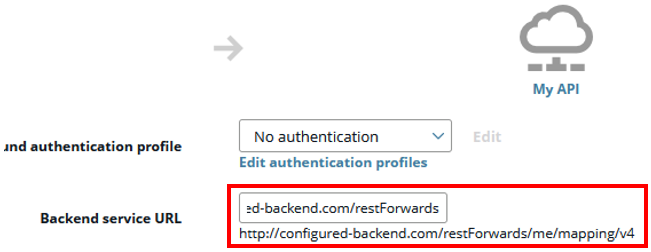 My API
und authentication profile
No authentication
Edit
Edit authentication profiles
Backend service URL
ed-backend.com/restForwards
http://configured-backend.com/restForwards/me/mapping/v4